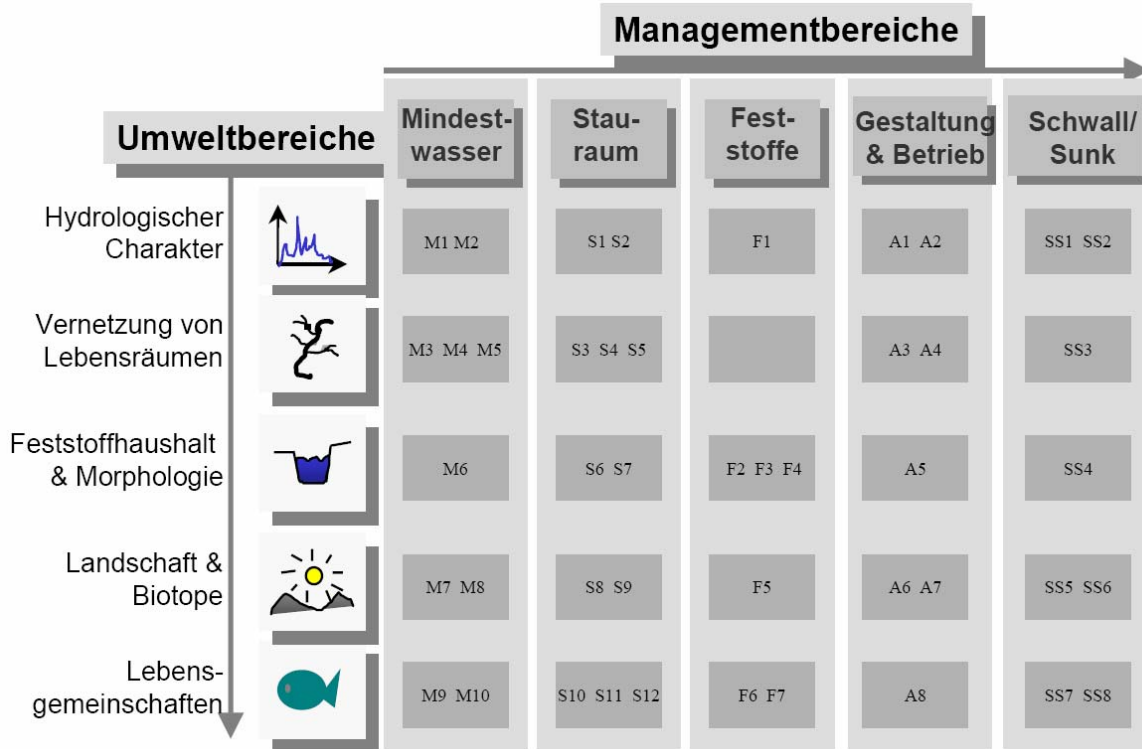 Managementbereiche
Umweltbereiche
Mindest-
wasser
Stau-
raum
Fest-
stoffe
Gestaltung
& Betrieb
Schwall/
Sunk
Hydrologischer
Charakter
M1 M2
S1 S2
F1
A1 A2
SS1 SS2
Vernetzung von
Lebensräumen
M3 M4 M5
S3 S4 S5
A3 A4
SS3
Feststoffhaushalt
& Morphologie
M6
S6 S7
F2 F3 F4
A5
SS4
Landschaft &
Biotope
M7 M8
S8 S9
F5
A6 A7
SS5 SS6
Lebens-
gemeinschaften
M9 M10
S10 S11 S12
F6 F7
A8
SS7 SS8